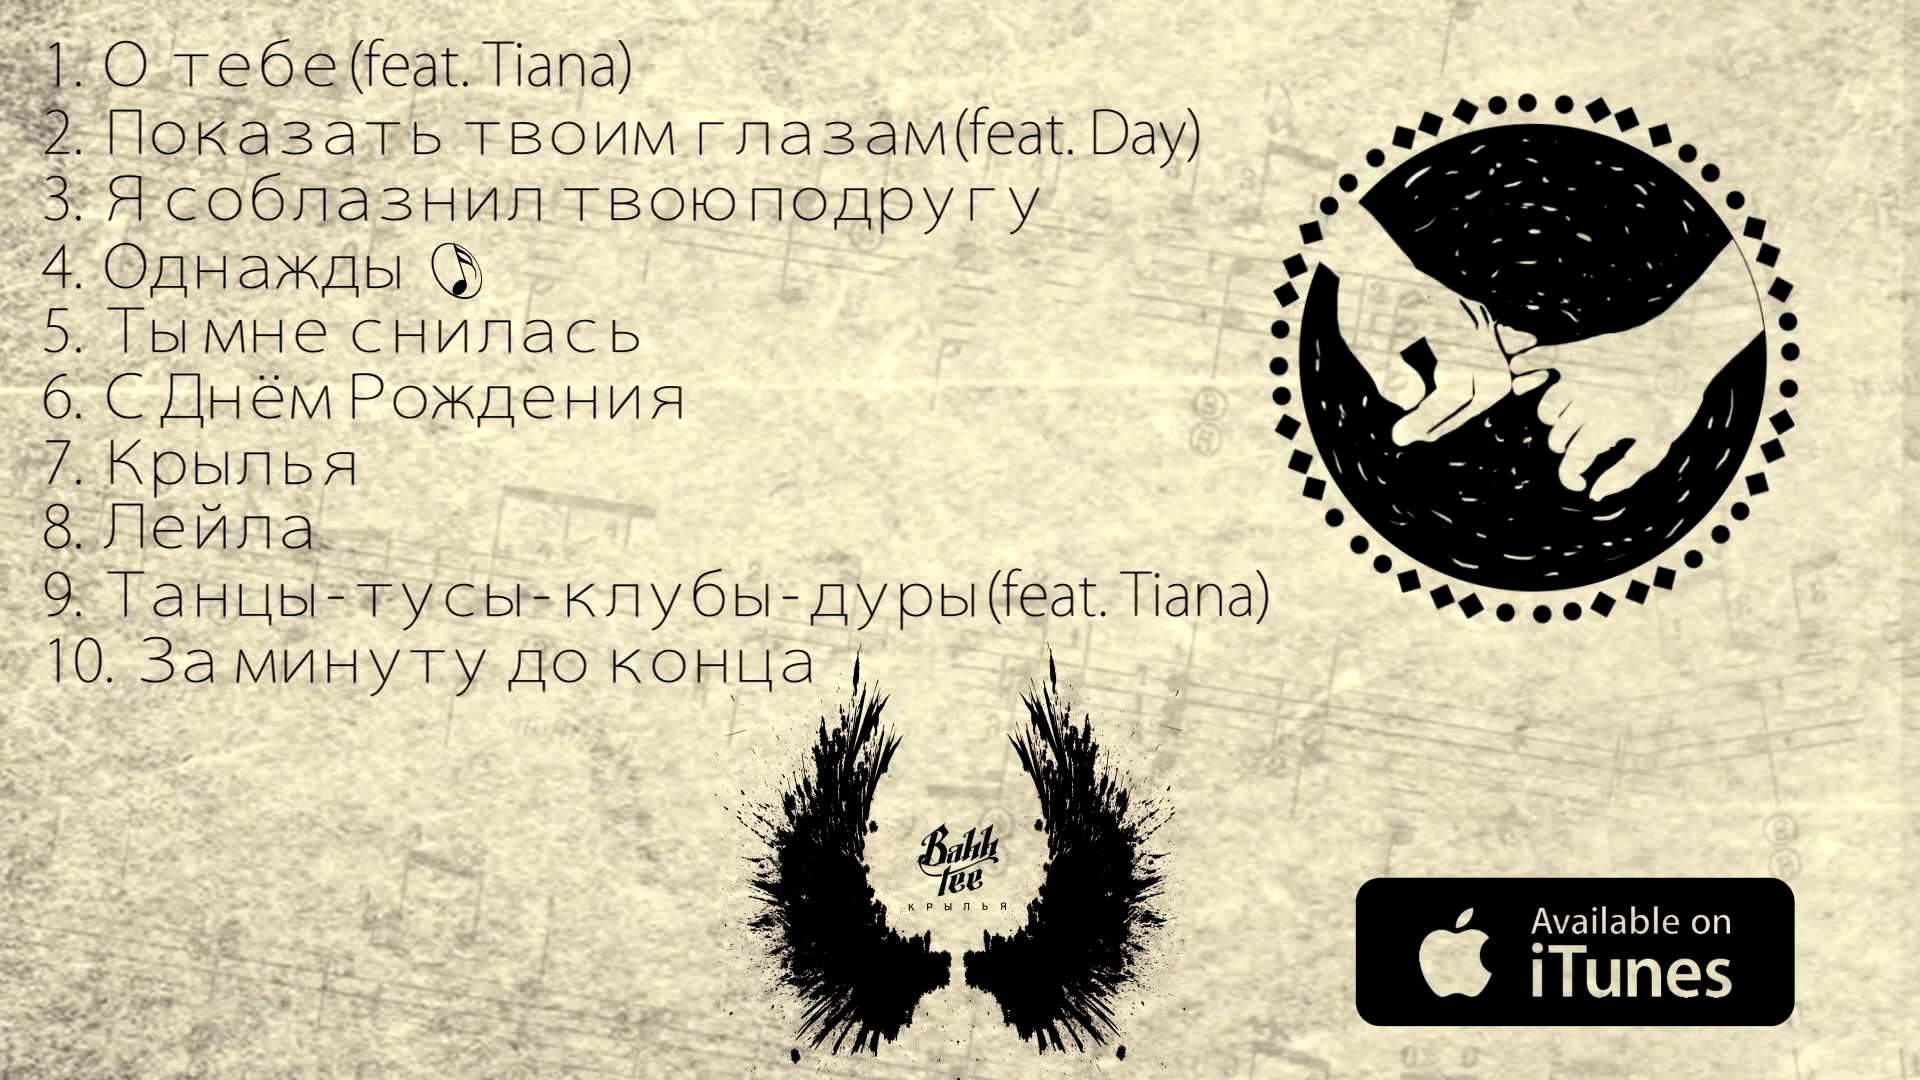 1. О тебе (feat. Tiana)
2. Показать твоим глазам (feat. Day)
3. Я соблазнил твою подругу
4. Однажды
5. Ты мне снилась
6. С Днём Рождения
7. Крылья
8. Лейла
9. Танцы-тусы-клубы-дуры (feat. Tiana)
10. За минуту до конца
Bahh
Tee
КРЫЛЬЯ
Available on
iTunes